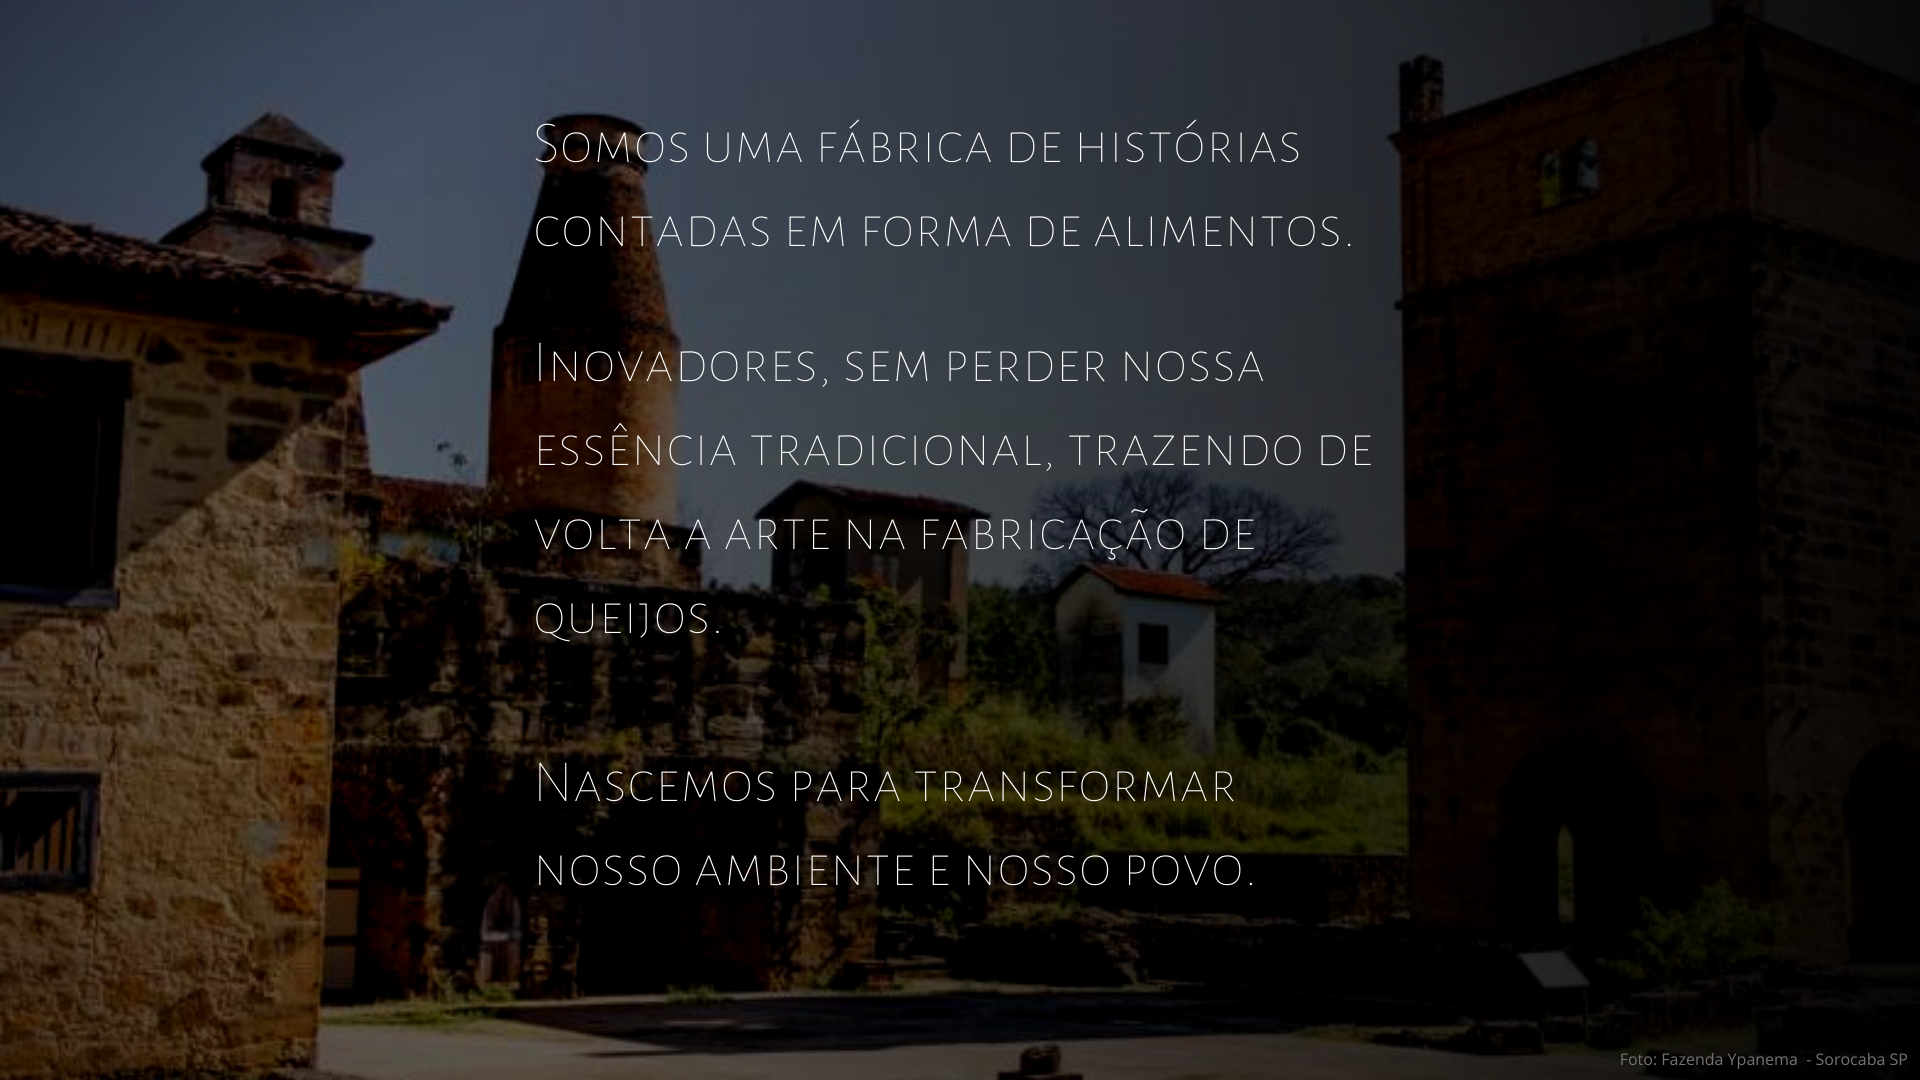 Somos uma fábrica de histórias
contadas em forma de alimentos.
Inovadores, sem perder nossa
essência tradicional, trazendo de
volta a arte na fabricação de
queijos.
Nascemos para transformar
nosso ambiente e nosso povo.
Foto: Fazenda Ypanema - Sorocaba SP